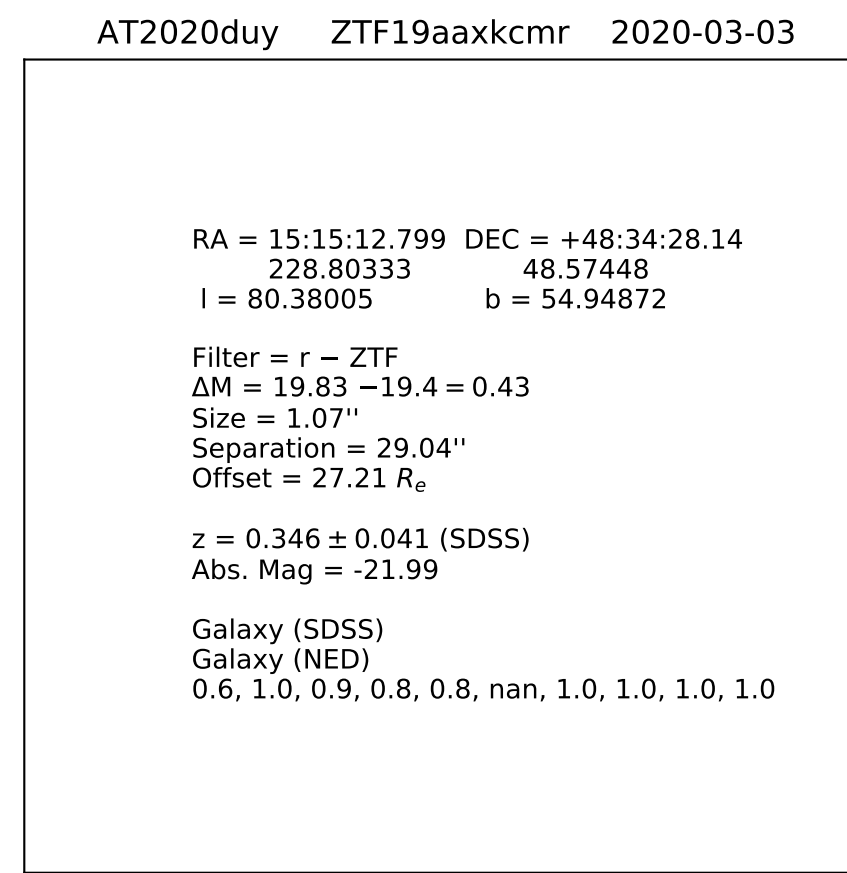 AT2020duy ZTF19aaxkcmr 2020-03-03
RA = 15:15:12.799 DEC = +48:34:28.14
228.80333 48.57448
l = 80.38005 b = 54.94872
Filter = r − ZTF
ΔM = 19.83 −19.4 = 0.43
Size = 1.07''
Separation = 29.04''
Offset = 27.21 Rₑ
z = 0.346 ± 0.041 (SDSS)
Abs. Mag = -21.99
Galaxy (SDSS)
Galaxy (NED)
0.6, 1.0, 0.9, 0.8, 0.8, nan, 1.0, 1.0, 1.0, 1.0